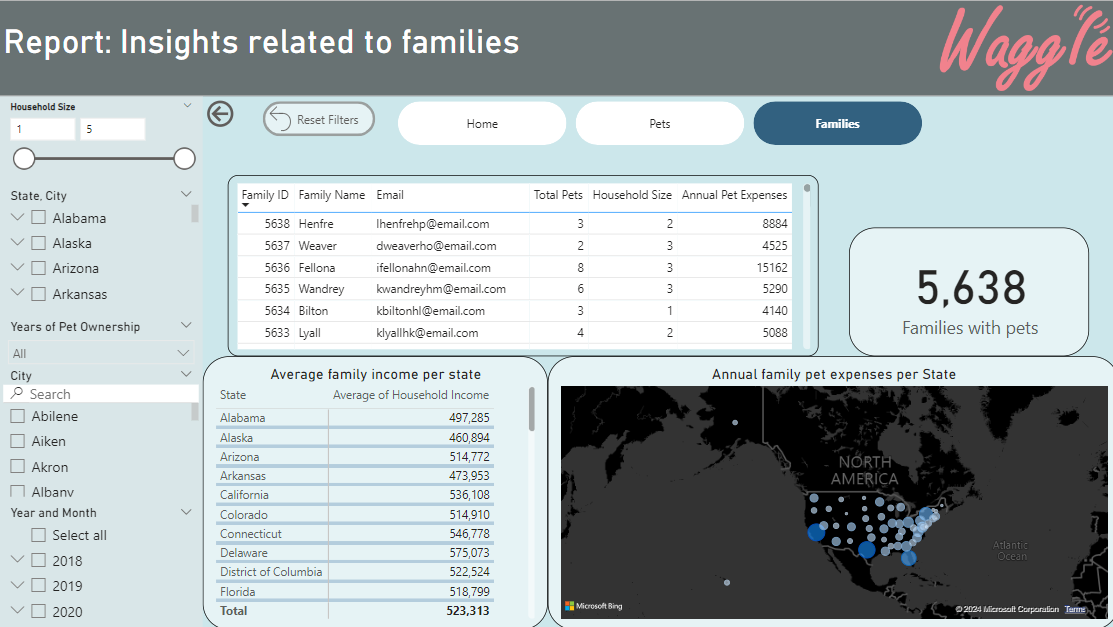 Report: Insights related to families
Waggle
Household Size
1 5
State, City
Alabama
Alaska
Arizona
Arkansas
Years of Pet Ownership
All
City
Search
Abilene
Aiken
Akron
Albany
Year and Month
Select all
2018
2019
2020
Reset Filters
Home
Pets
Families
Family ID Family Name Email Total Pets Household Size Annual Pet Expenses
5638 Henfre lhenfrehp@email.com 3 2 8884
5637 Weaver dweaverho@email.com 2 3 4525
5636 Fellona ifellonahn@email.com 8 3 15162
5635 Wandrey kwandreyhm@email.com 6 3 5290
5634 Bilton kbiltonhl@email.com 3 1 4140
5633 Lyall klyallhk@email.com 4 2 5088
5,638
Families with pets
Average family income per state
State Average of Household Income
Alabama 497,285
Alaska 460,894
Arizona 514,772
Arkansas 473,953
California 536,108
Colorado 514,910
Connecticut 546,778
Delaware 575,073
District of Columbia 522,524
Florida 518,799
Total 523,313
Annual family pet expenses per State
NORTH
AMERICA
Atlantic
Ocean
Microsoft Bing
© 2024 Microsoft Corporation Terms